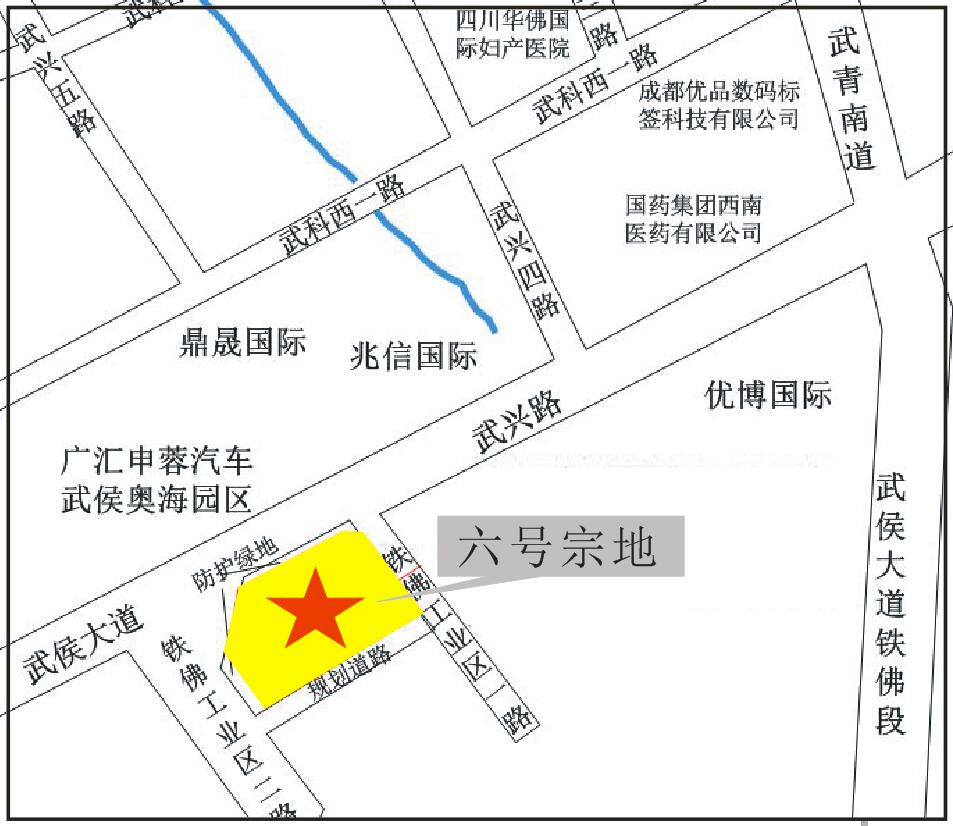 武科西
四川华佛国
际妇产医院
路
武兴五路
武科西一路
武青南道
成都优品数码标
签科技有限公司
武科西一路
武兴四路
国药集团西南
医药有限公司
鼎晟国际
兆信国际
优博国际
武兴路
广汇申蓉汽车
武侯奥海园区
武侯大道铁佛段
六号宗地
防护绿地
铁佛工业区一路
武侯大道
铁佛工业区二路
规划道路